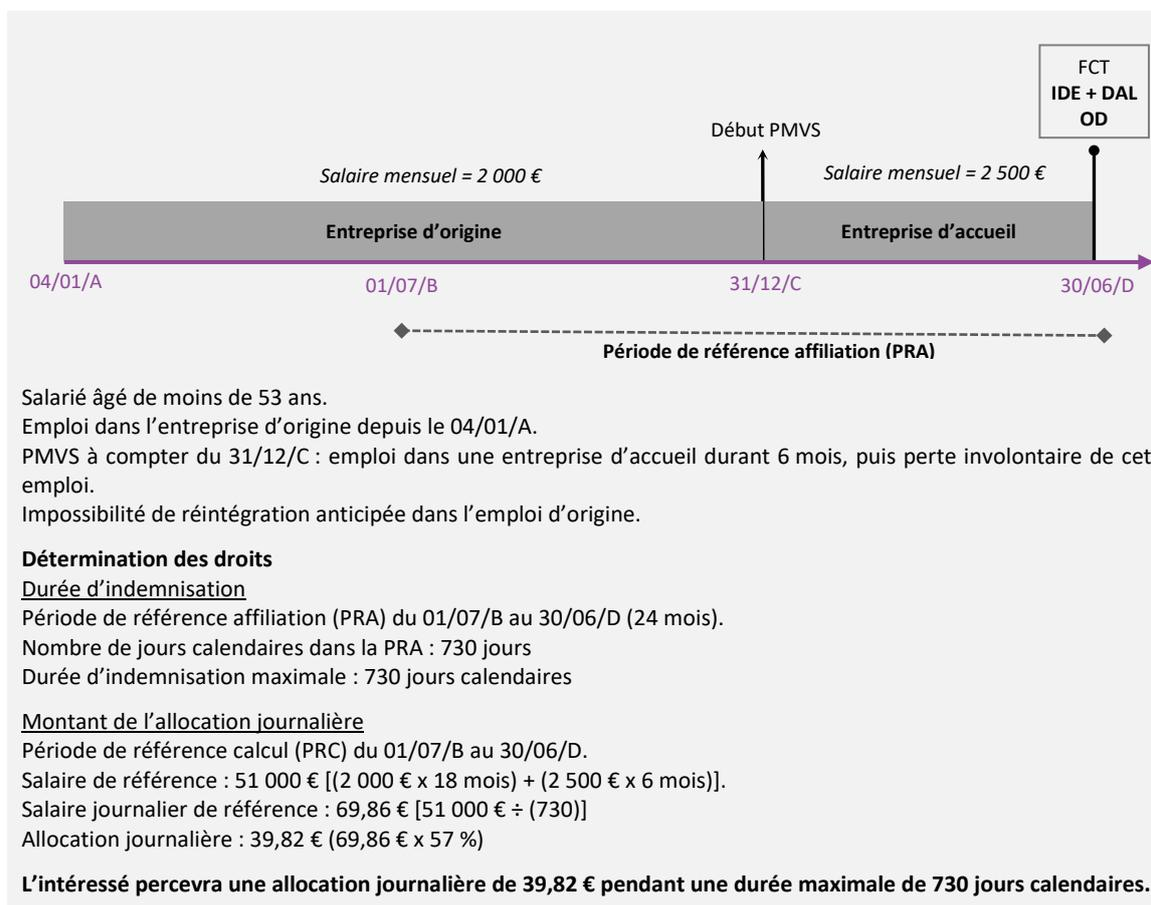 FCT
IDE + DAL
OD
Début PMVS
Salaire mensuel = 2 000 €
Salaire mensuel = 2 500 €
Entreprise d’origine
Entreprise d’accueil
04/01/A
01/07/B
31/12/C
30/06/D
Période de référence affiliation (PRA)
Salarié âgé de moins de 53 ans.
Emploi dans l’entreprise d’origine depuis le 04/01/A.
PMVS à compter du 31/12/C : emploi dans une entreprise d’accueil durant 6 mois, puis perte involontaire de cet
emploi.
Impossibilité de réintégration anticipée dans l’emploi d’origine.
Détermination des droits
Durée d’indemnisation
Période de référence affiliation (PRA) du 01/07/B au 30/06/D (24 mois).
Nombre de jours calendaires dans la PRA : 730 jours
Durée d’indemnisation maximale : 730 jours calendaires
Montant de l’allocation journalière
Période de référence calcul (PRC) du 01/07/B au 30/06/D.
Salaire de référence : 51 000 € [(2 000 € x 18 mois) + (2 500 € x 6 mois)].
Salaire journalier de référence : 69,86 € [51 000 € ÷ (730)]
Allocation journalière : 39,82 € (69,86 € x 57 %)
L’intéressé percevra une allocation journalière de 39,82 € pendant une durée maximale de 730 jours calendaires.